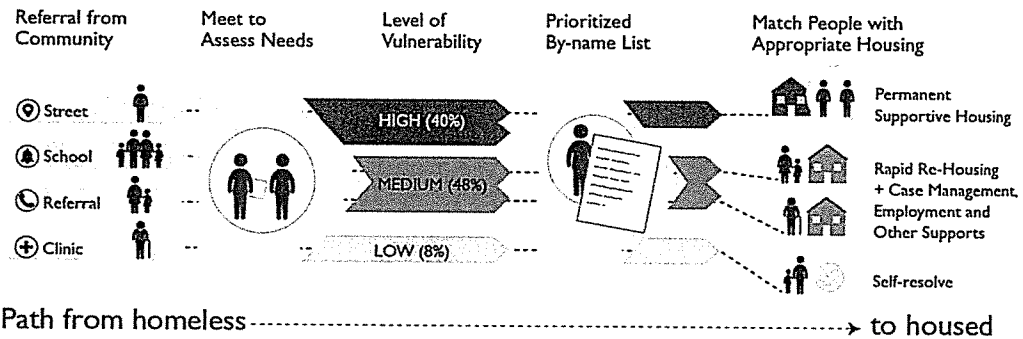 Referral from
Community
Meet to
Assess Needs
Level of
Vulnerability
Prioritized
By-name List
Match People with
Appropriate Housing
Street
School
Referral
Clinic
HIGH (40%)
MEDIUM (48%)
LOW (8%)
Permanent
Supportive Housing
Rapid Re-Housing
+ Case Management,
Employment and
Other Supports
Self-resolve
Path from homeless
to housed